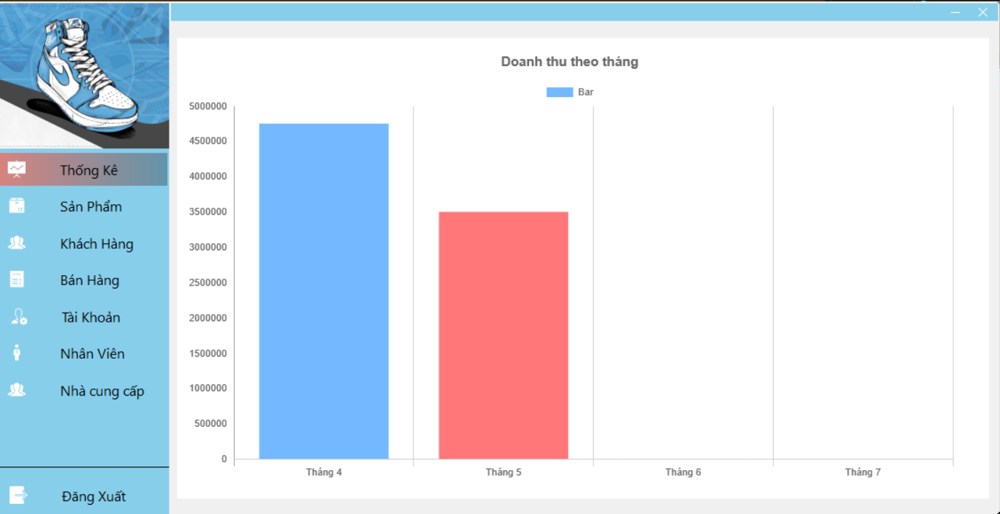 Thống Kê
Sản Phẩm
Khách Hàng
Bán Hàng
Tài Khoản
Nhân Viên
Nhà cung cấp
Đăng Xuất
Doanh thu theo tháng
Bar
5000000
4500000
4000000
3500000
3000000
2500000
2000000
1500000
1000000
500000
0
Tháng 4 Tháng 5 Tháng 6 Tháng 7